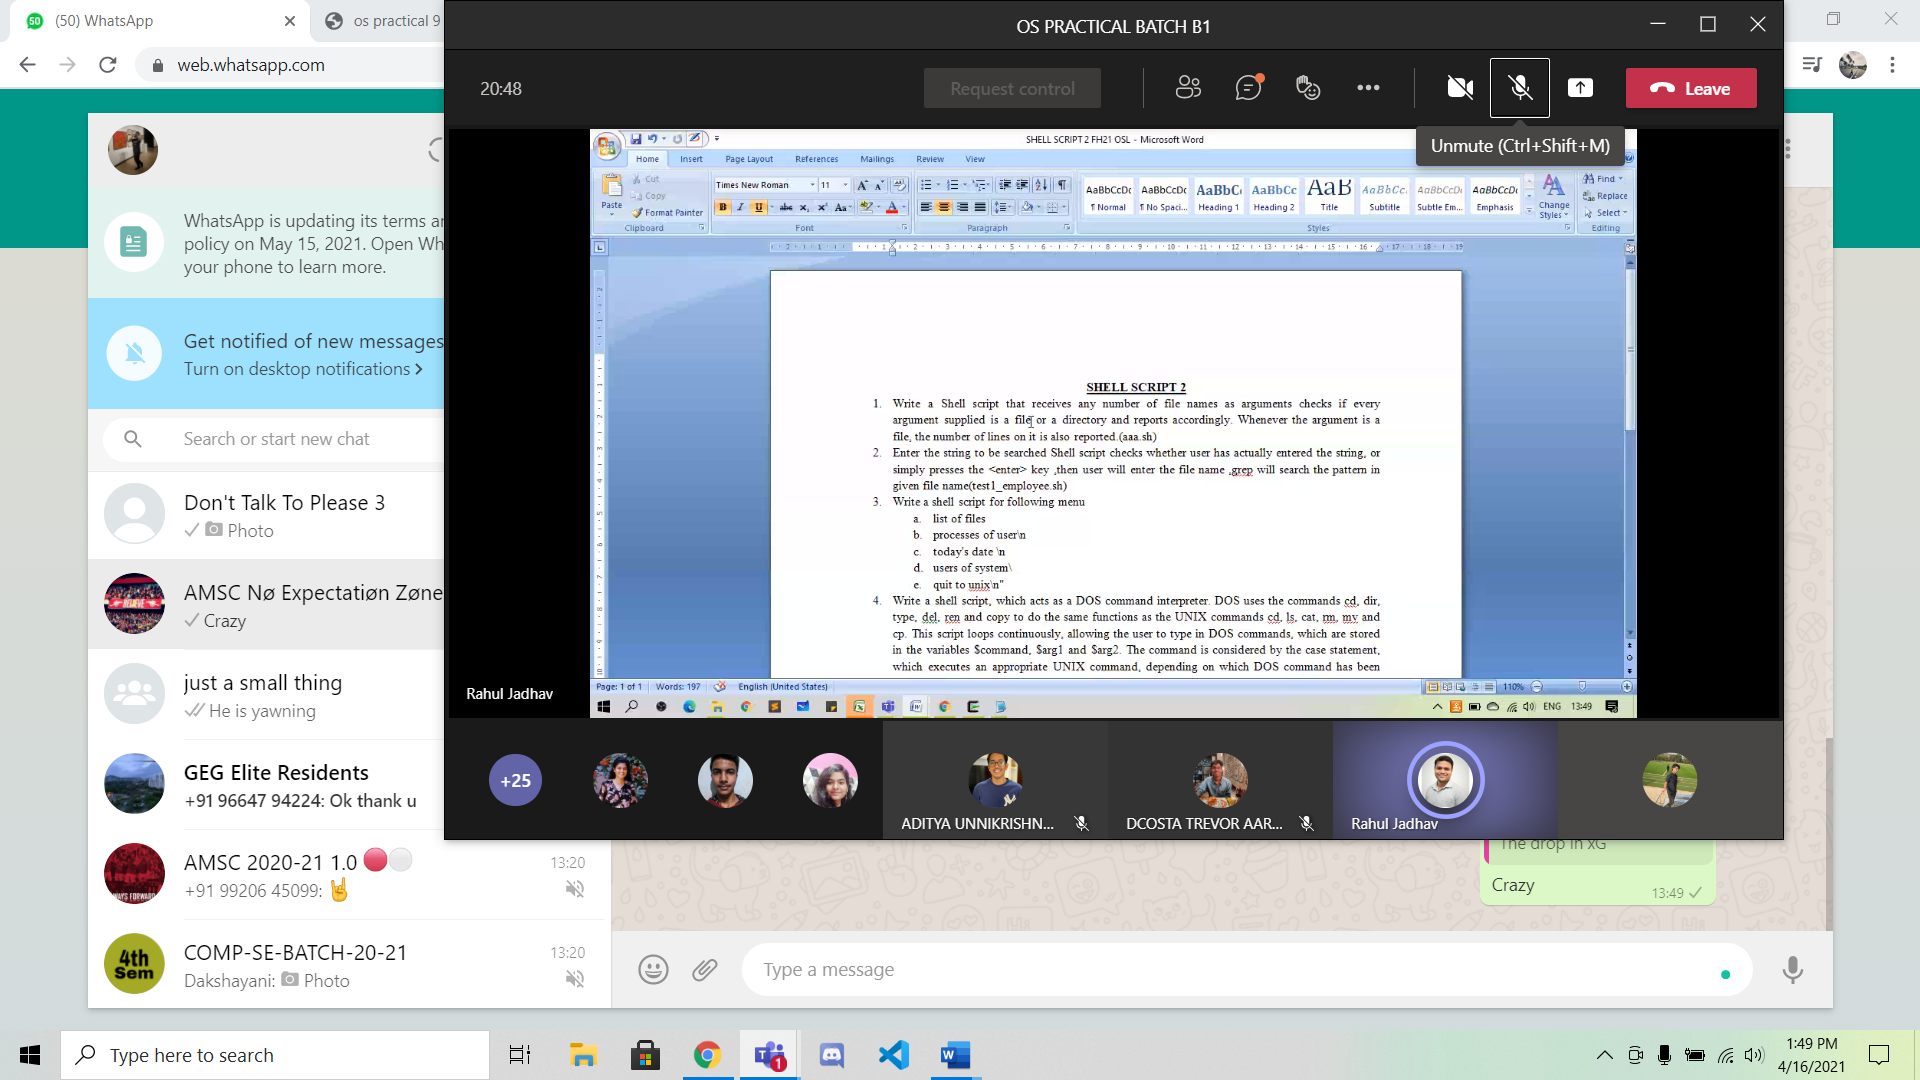 (50) WhatsApp
os practical 9
web.whatsapp.com
OS PRACTICAL BATCH B1
20:48
Request control
Leave
Unmute (Ctrl+Shift+M)
WhatsApp is updating its terms a
policy on May 15, 2021. Open Wh
your phone to learn more.
Get notified of new messages
Turn on desktop notifications >
Search or start new chat
Don't Talk To Please 3
Photo
AMSC Nø Expectatiøn Zøne
Crazy
just a small thing
He is yawning
GEG Elite Residents
+91 96647 94224: Ok thank u
AMSC 2020-21 1.0 🔴⚪
13:20
+91 99206 45099: 🤘
COMP-SE-BATCH-20-21
13:20
Dakshayani: Photo
4th
Sem
SHELL SCRIPT 2 FH21 OSL - Microsoft Word
Home Insert Page Layout References Mailings Review View
Paste
Cut
Copy
Format Painter
Clipboard
Times New Roman 11
Font
Paragraph
AaBbCcDc AaBbCcDc AaBbC AaBbCc AaB AaBbCc. AaBbCcDc AaBbCcDc
¶ Normal ¶ No Spaci... Heading 1 Heading 2 Title Subtitle Subtle Em... Emphasis
Change
Styles
Styles
Find
Replace
Select
Editing
SHELL SCRIPT 2
1. Write a Shell script that receives any number of file names as arguments checks if every
argument supplied is a file or a directory and reports accordingly. Whenever the argument is a
file, the number of lines on it is also reported.(aaa.sh)
2. Enter the string to be searched Shell script checks whether user has actually entered the string, or
simply presses the <enter> key ,then user will enter the file name .grep will search the pattern in
given file name(test1_employee.sh)
3. Write a shell script for following menu
a. list of files
b. processes of user\n
c. today's date \n
d. users of system\
e. quit to unix\n"
4. Write a shell script, which acts as a DOS command interpreter. DOS uses the commands cd, dir,
type, del, ren and copy to do the same functions as the UNIX commands cd, ls, cat, rm, mv and
cp. This script loops continuously, allowing the user to type in DOS commands, which are stored
in the variables $command, $arg1 and $arg2. The command is considered by the case statement,
which executes an appropriate UNIX command, depending on which DOS command has been
Page: 1 of 1 Words: 197 English (United States)
110%
ENG 13:49
Rahul Jadhav
+25
ADITYA UNNIKRISHN...
DCOSTA TREVOR AAR...
Rahul Jadhav
The drop in xG
Crazy
13:49
Type a message
Type here to search
1:49 PM
4/16/2021